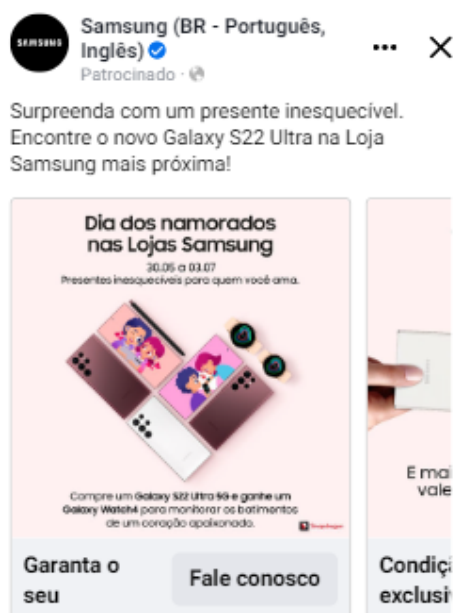 SAMSUNG
Samsung (BR - Português,
Inglês)
Patrocinado ·
Surpreenda com um presente inesquecível.
Encontre o novo Galaxy S22 Ultra na Loja
Samsung mais próxima!
Dia dos namorados
nas Lojas Samsung
30.05 a 03.07
Presentes inesquecíveis para quem você ama.
Compre um Galaxy S22 Ultra 5G e ganhe um
Galaxy Watch4 para monitorar os batimentos
de um coração apaixonado.
Snapdragon
E mai
vale
Garanta o
seu
Fale conosco
Condiçõ
exclusiv